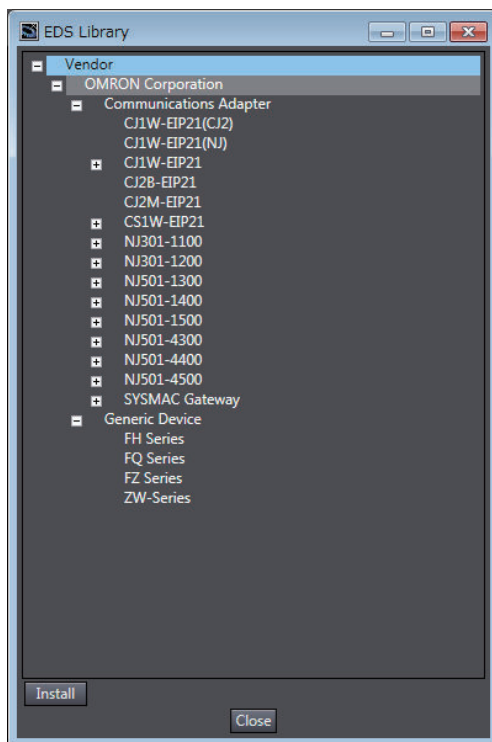 EDS Library
Vendor
OMRON Corporation
Communications Adapter
CJ1W-EIP21(CJ2)
CJ1W-EIP21(NJ)
CJ1W-EIP21
CJ2B-EIP21
CJ2M-EIP21
CS1W-EIP21
NJ301-1100
NJ301-1200
NJ501-1300
NJ501-1400
NJ501-1500
NJ501-4300
NJ501-4400
NJ501-4500
SYSMAC Gateway
Generic Device
FH Series
FQ Series
FZ Series
ZW-Series
Install
Close